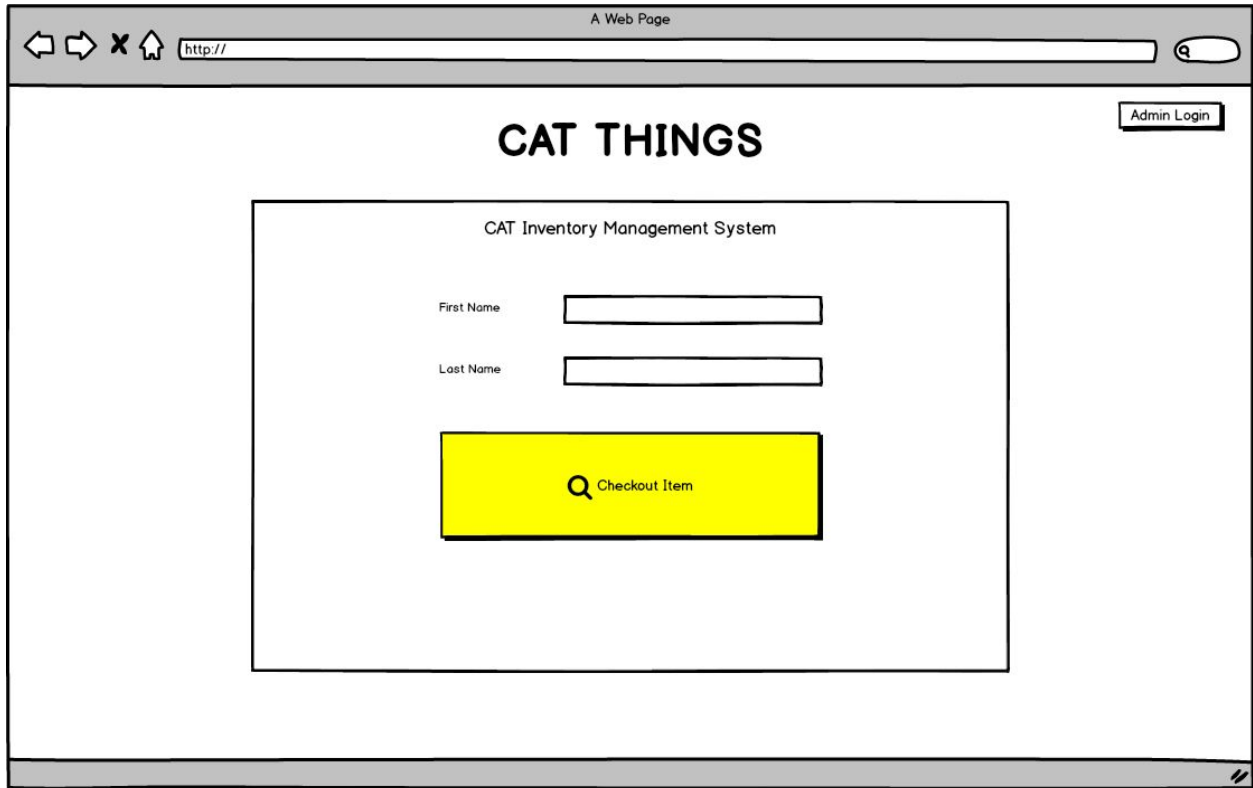 A Web Page
http://
Admin Login
CAT THINGS
CAT Inventory Management System
First Name
Last Name
Checkout Item